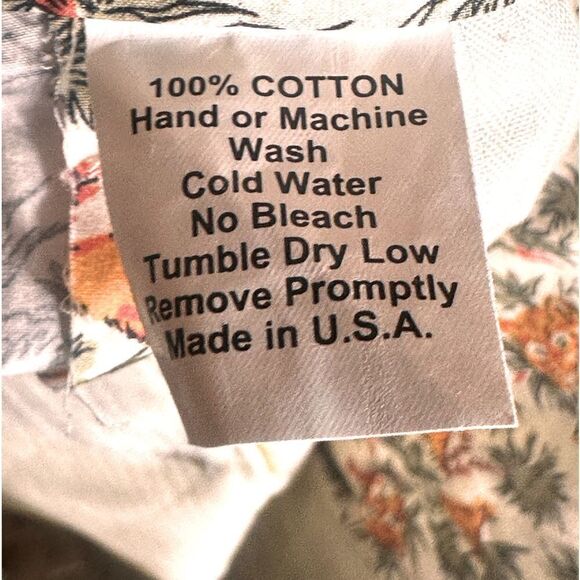 100% COTTON
Hand or Machine
Wash
Cold Water
No Bleach
Tumble Dry Low
Remove Promptly
Made in U.S.A.